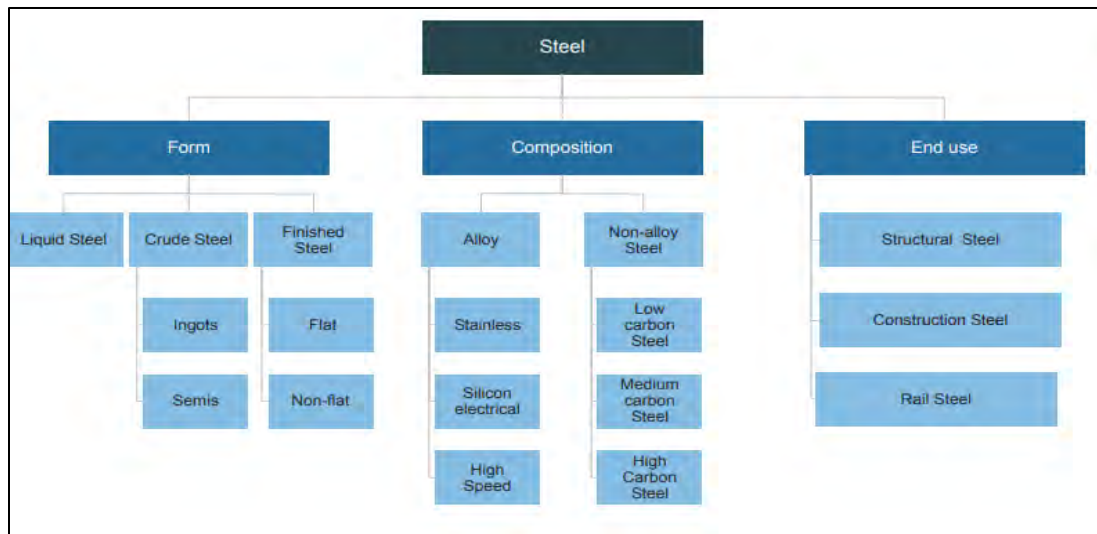 Steel
Form
Composition
End use
Liquid Steel
Crude Steel
Finished
Steel
Alloy
Non-alloy
Steel
Structural Steel
Ingots
Flat
Stainless
Low
carbon
Steel
Construction Steel
Semis
Non-flat
Silicon
electrical
Medium
carbon
Steel
Rail Steel
High
Speed
High
Carbon
Steel